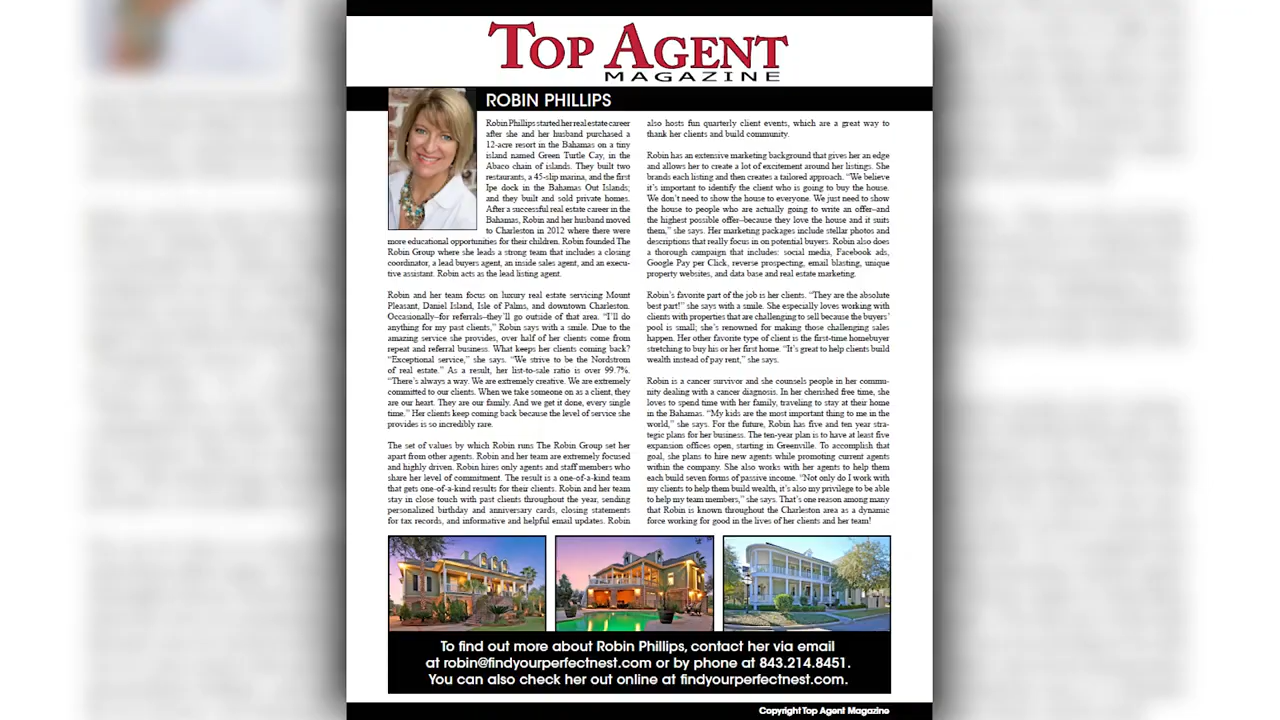 TOP AGENT
MAGAZINE
ROBIN PHILLIPS
Robin Phillips started her real estate career
after she and her husband purchased a
12-acre resort in the Bahamas on a tiny
island named Green Turtle Cay, in the
Abaco chain of islands. They built two
restaurants, a 45-slip marina, and the first
Ipe dock in the Bahamas Out Islands;
and they built and sold private homes.
After a successful real estate career in the
Bahamas, Robin and her husband moved
to Charleston in 2012 where there were
more educational opportunities for their children. Robin founded The
Robin Group where she leads a strong team that includes a closing
coordinator, a lead buyers agent, an inside sales agent, and an execu-
tive assistant. Robin acts as the lead listing agent.
Robin and her team focus on luxury real estate servicing Mount
Pleasant, Daniel Island, Isle of Palms, and downtown Charleston.
Occasionally–for referrals–they'll go outside of that area. “I'll do
anything for my past clients,” Robin says with a smile. Due to the
amazing service she provides, over half of her clients come from
repeat and referral business. What keeps her clients coming back?
“Exceptional service,” she says. “We strive to be the Nordstrom
of real estate.” As a result, her list-to-sale ratio is over 99.7%.
“There's always a way. We are extremely creative. We are extremely
committed to our clients. When we take someone on as a client, they
are our heart. They are our family. And we get it done, every single
time.” Her clients keep coming back because the level of service she
provides is so incredibly rare.
The set of values by which Robin runs The Robin Group set her
apart from other agents. Robin and her team are extremely focused
and highly driven. Robin hires only agents and staff members who
share her level of commitment. The result is a one-of-a-kind team
that gets one-of-a-kind results for their clients. Robin and her team
stay in close touch with past clients throughout the year, sending
personalized birthday and anniversary cards, closing statements
for tax records, and informative and helpful email updates. Robin
also hosts fun quarterly client events, which are a great way to
thank her clients and build community.
Robin has an extensive marketing background that gives her an edge
and allows her to create a lot of excitement around her listings. She
brands each listing and then creates a tailored approach. “We believe
it's important to identify the client who is going to buy the house.
We don't need to show the house to everyone. We just need to show
the house to people who are actually going to write an offer–and
the highest possible offer–because they love the house and it suits
them,” she says. Her marketing packages include stellar photos and
descriptions that really focus in on potential buyers. Robin also does
a thorough campaign that includes: social media, Facebook ads,
Google Pay per Click, reverse prospecting, email blasting, unique
property websites, and data base and real estate marketing.
Robin's favorite part of the job is her clients. “They are the absolute
best part!” she says with a smile. She especially loves working with
clients with properties that are challenging to sell because the buyers'
pool is small; she's renowned for making those challenging sales
happen. Her other favorite type of client is the first-time homebuyer
stretching to buy his or her first home. “It's great to help clients build
wealth instead of pay rent,” she says.
Robin is a cancer survivor and she counsels people in her commu-
nity dealing with a cancer diagnosis. In her cherished free time, she
loves to spend time with her family, traveling to stay at their home
in the Bahamas. “My kids are the most important thing to me in the
world,” she says. For the future, Robin has five and ten year stra-
tegic plans for her business. The ten-year plan is to have at least five
expansion offices open, starting in Greenville. To accomplish that
goal, she plans to hire new agents while promoting current agents
within the company. She also works with her agents to help them
each build seven forms of passive income. “Not only do I work with
my clients to help them build wealth, it's also my privilege to be able
to help my team members,” she says. That's one reason among many
that Robin is known throughout the Charleston area as a dynamic
force working for good in the lives of her clients and her team!
To find out more about Robin Phillips, contact her via email
at robin@findyourperfectnest.com or by phone at 843.214.8451.
You can also check her out online at findyourperfectnest.com.
Copyright Top Agent Magazine